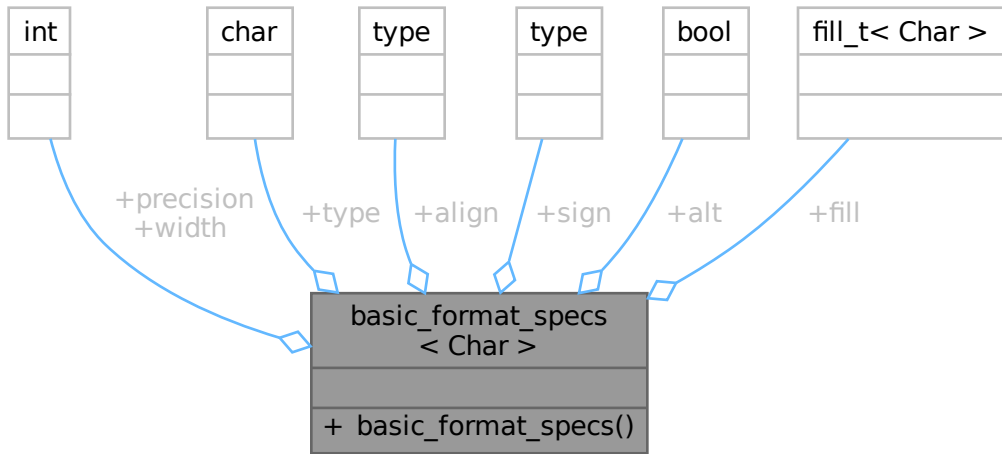 int
char
type
type
bool
fill_t< Char >
+precision
+width
+type
+align
+sign
+alt
+fill
basic_format_specs
< Char >
+ basic_format_specs()